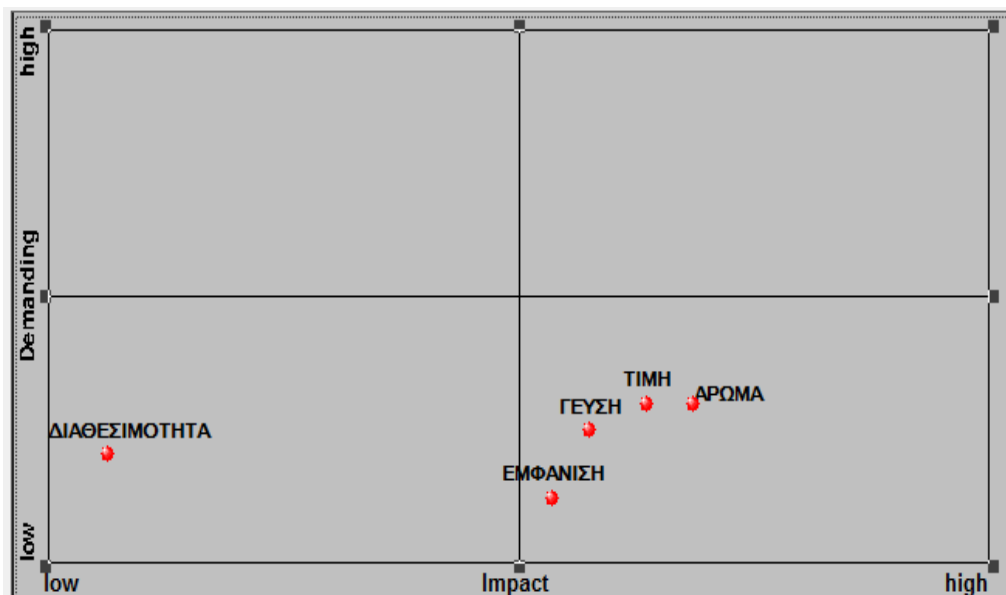 high
Demanding
low
ΤΙΜΗ
ΑΡΩΜΑ
ΓΕΥΣΗ
ΔΙΑΘΕΣΙΜΟΤΗΤΑ
ΕΜΦΑΝΙΣΗ
low
Impact
high